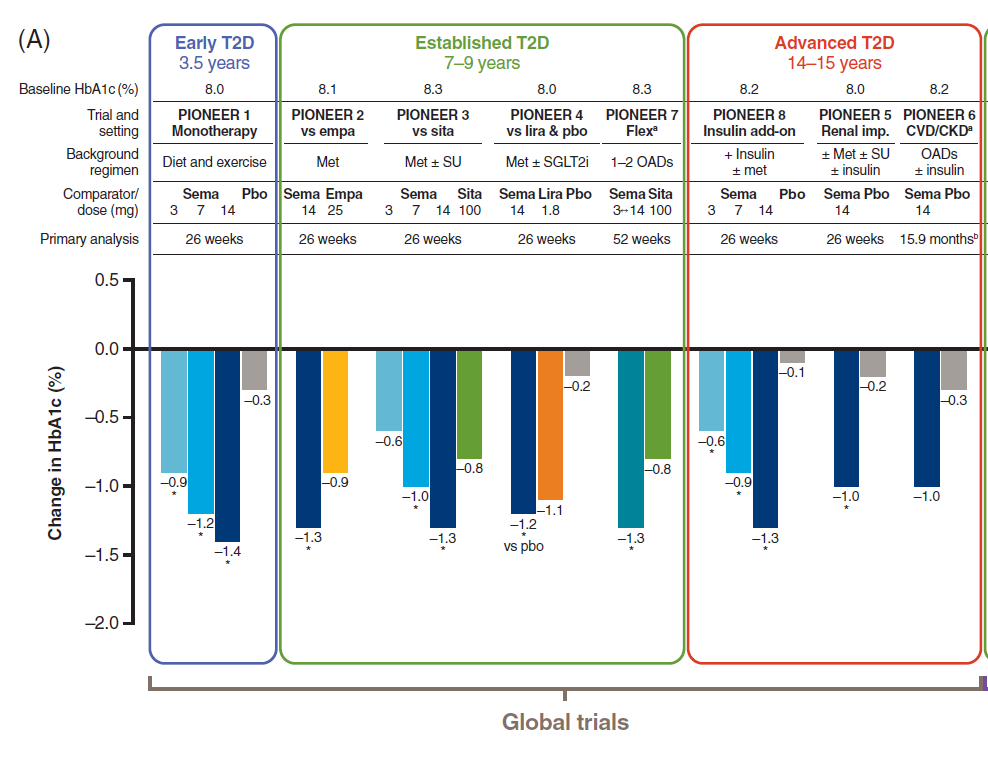 (A)
Early T2D
3.5 years
Established T2D
7–9 years
Advanced T2D
14–15 years
Baseline HbA1c (%) 8.0 8.1 8.3 8.0 8.3 8.2 8.0 8.2
Trial and setting
PIONEER 1 Monotherapy
PIONEER 2 vs empa
PIONEER 3 vs sita
PIONEER 4 vs lira & pbo
PIONEER 7 Flexᵃ
PIONEER 8 Insulin add-on
PIONEER 5 Renal imp.
PIONEER 6 CVD/CKDᵃ
Background regimen
Diet and exercise
Met
Met ± SU
Met ± SGLT2i
1–2 OADs
+ Insulin ± met
± Met ± SU ± insulin
OADs ± insulin
Comparator/ dose (mg)
Sema Pbo
3 7 14
Sema Empa
14 25
Sema Sita
3 7 14 100
Sema Lira Pbo
14 1.8
Sema Sita
3↔14 100
Sema Pbo
3 7 14
Sema Pbo
14
Sema Pbo
14
Primary analysis 26 weeks 26 weeks 26 weeks 26 weeks 52 weeks 26 weeks 26 weeks 15.9 monthsᵇ
Change in HbA1c (%)
0.5
0.0
–0.5
–1.0
–1.5
–2.0
–0.9
*
–1.2
*
–1.4
*
–0.3
–1.3
*
–0.9
–0.6
–1.0
*
–1.3
*
–0.8
–1.2
*
vs pbo
–1.1
–0.2
–1.3
*
–0.8
–0.6
*
–0.9
*
–1.3
*
–0.1
–1.0
*
–0.2
–1.0
–0.3
Global trials